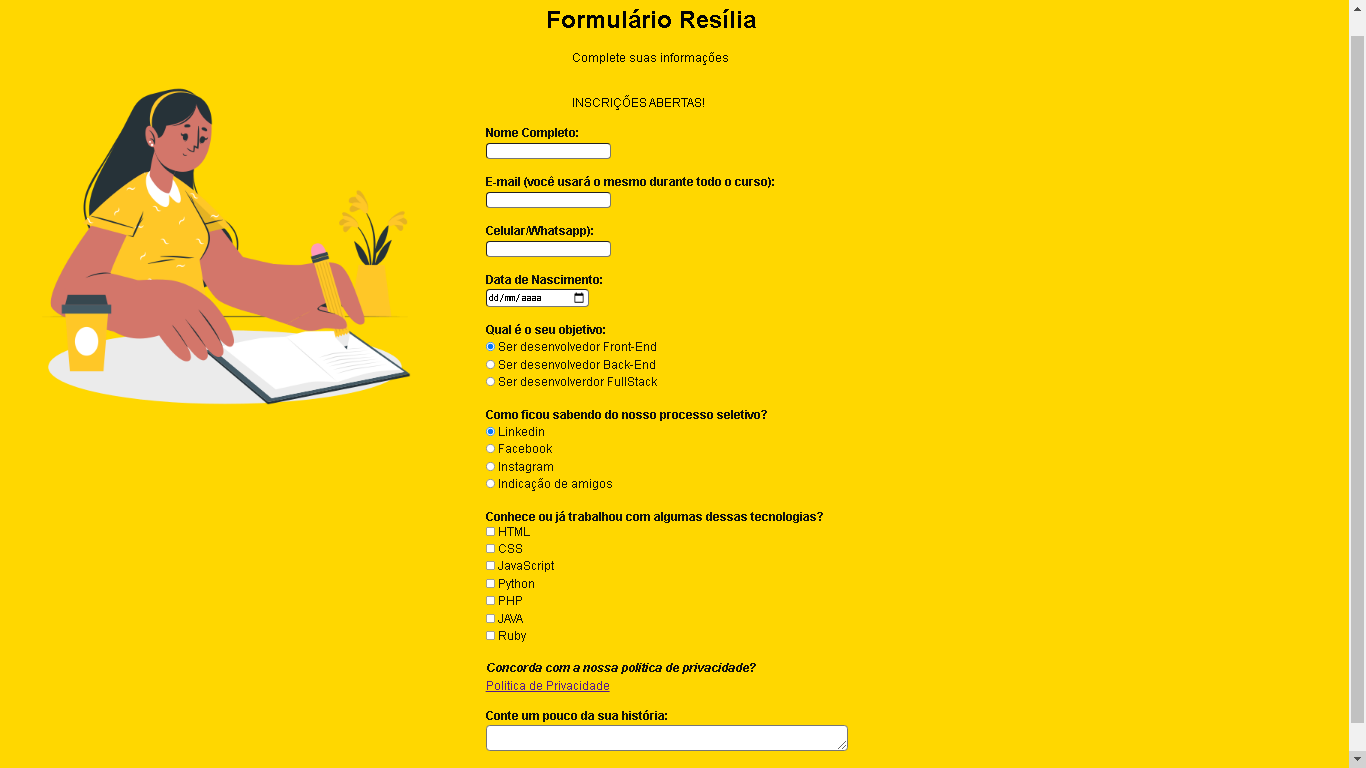 Formulário Resília
Complete suas informações
INSCRIÇÕES ABERTAS!
Nome Completo:
E-mail (você usará o mesmo durante todo o curso):
Celular/Whatsapp):
Data de Nascimento:
dd/mm/aaaa
Qual é o seu objetivo:
Ser desenvolvedor Front-End
Ser desenvolvedor Back-End
Ser desenvolverdor FullStack
Como ficou sabendo do nosso processo seletivo?
Linkedin
Facebook
Instagram
Indicação de amigos
Conhece ou já trabalhou com algumas dessas tecnologias?
HTML
CSS
JavaScript
Python
PHP
JAVA
Ruby
Concorda com a nossa politica de privacidade?
Politica de Privacidade
Conte um pouco da sua história: